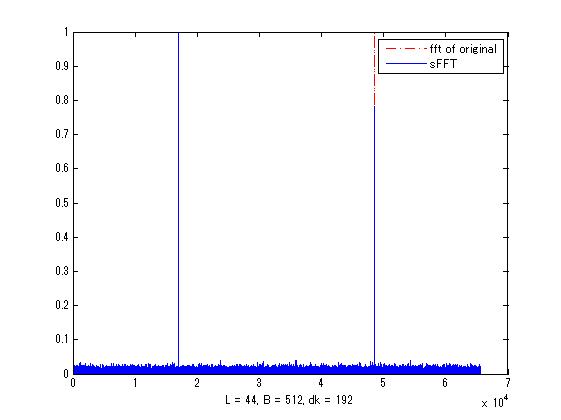 1
0.9
0.8
0.7
0.6
0.5
0.4
0.3
0.2
0.1
0
fft of original
sFFT
0 1 2 3 4 5 6 7
x 10^4
L = 44, B = 512, dk = 192